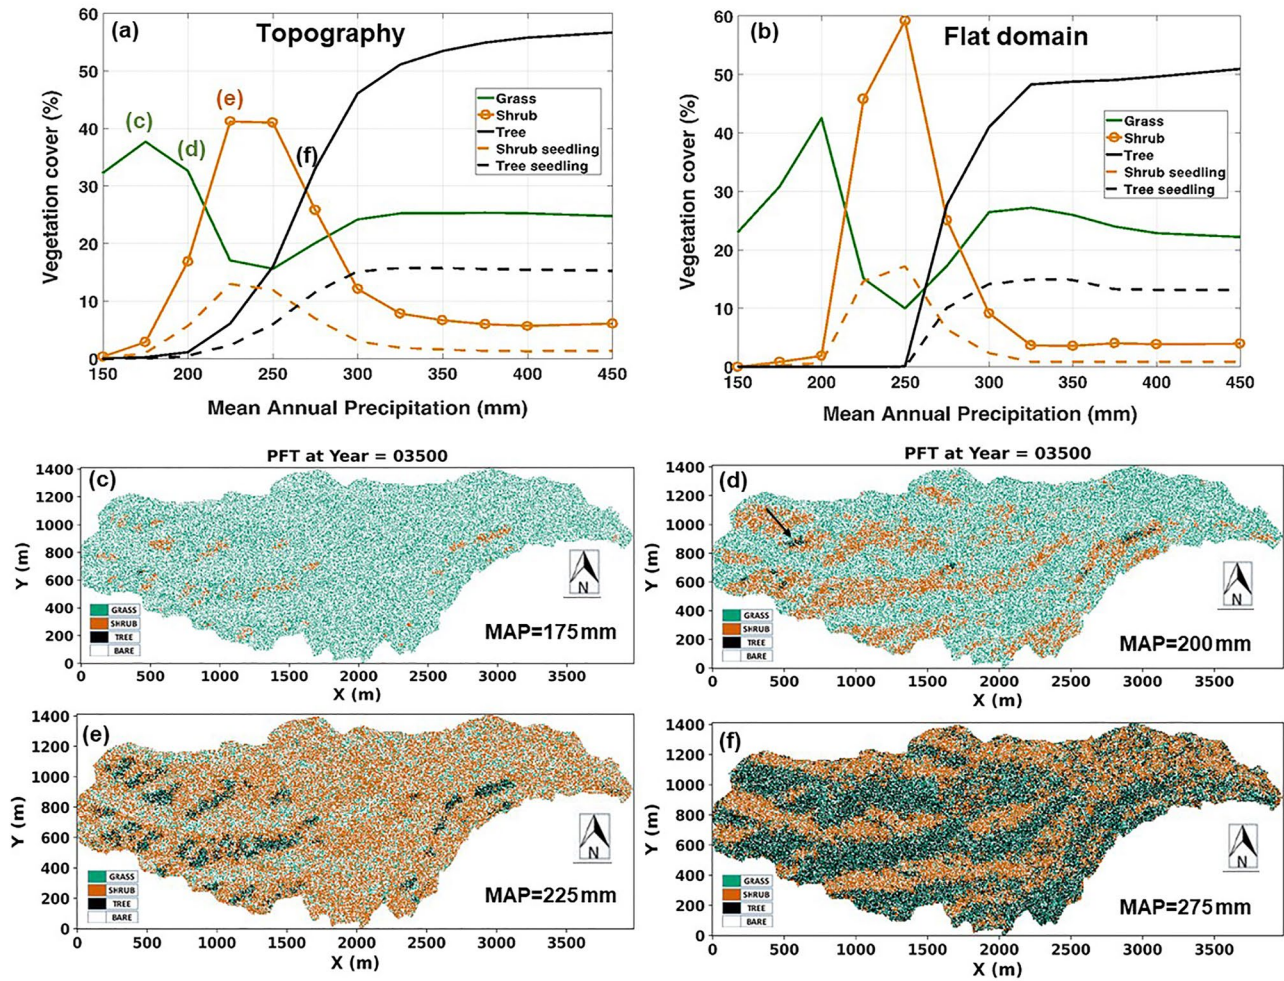 (a)
Topography
60
50
40
30
20
10
0
Vegetation cover (%)
(c)
(d)
(e)
(f)
Grass
Shrub
Tree
Shrub seedling
Tree seedling
150 200 250 300 350 400 450
Mean Annual Precipitation (mm)
(b)
Flat domain
60
50
40
30
20
10
0
Vegetation cover (%)
Grass
Shrub
Tree
Shrub seedling
Tree seedling
150 200 250 300 350 400 450
Mean Annual Precipitation (mm)
PFT at Year = 03500
(c)
1400
1200
1000
800
600
400
200
0
Y (m)
GRASS
SHRUB
TREE
BARE
N
MAP=175mm
0 500 1000 1500 2000 2500 3000 3500
X (m)
PFT at Year = 03500
(d)
1400
1200
1000
800
600
400
200
0
Y (m)
GRASS
SHRUB
TREE
BARE
N
MAP=200mm
0 500 1000 1500 2000 2500 3000 3500
X (m)
(e)
1400
1200
1000
800
600
400
200
0
Y (m)
GRASS
SHRUB
TREE
BARE
N
MAP=225mm
0 500 1000 1500 2000 2500 3000 3500
X (m)
(f)
1400
1200
1000
800
600
400
200
0
Y (m)
GRASS
SHRUB
TREE
BARE
N
MAP=275mm
0 500 1000 1500 2000 2500 3000 3500
X (m)